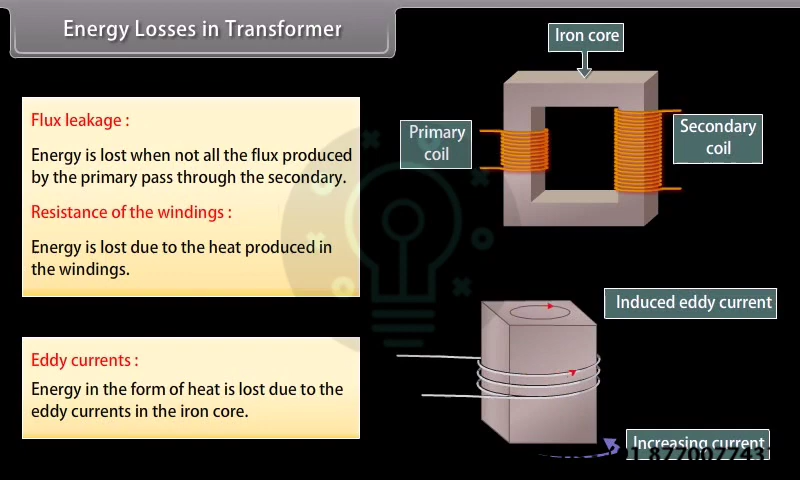 Energy Losses in Transformer
Iron core
Flux leakage :
Energy is lost when not all the flux produced
by the primary pass through the secondary.
Resistance of the windings :
Energy is lost due to the heat produced in
the windings.
Primary
coil
Secondary
coil
Induced eddy current
Eddy currents :
Energy in the form of heat is lost due to the
eddy currents in the iron core.
Increasing current